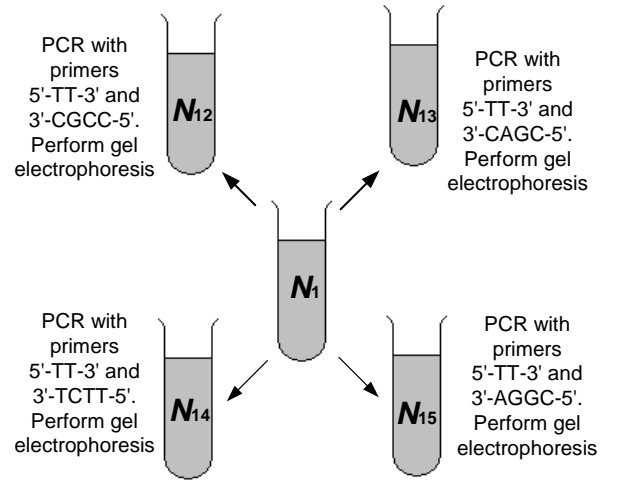 PCR with
primers
5'-TT-3' and
3'-CGCC-5'.
Perform gel
electrophoresis
N12
N13
PCR with
primers
5'-TT-3' and
3'-CAGC-5'.
Perform gel
electrophoresis
N1
PCR with
primers
5'-TT-3' and
3'-TCTT-5'.
Perform gel
electrophoresis
N14
N15
PCR with
primers
5'-TT-3' and
3'-AGGC-5'.
Perform gel
electrophoresis